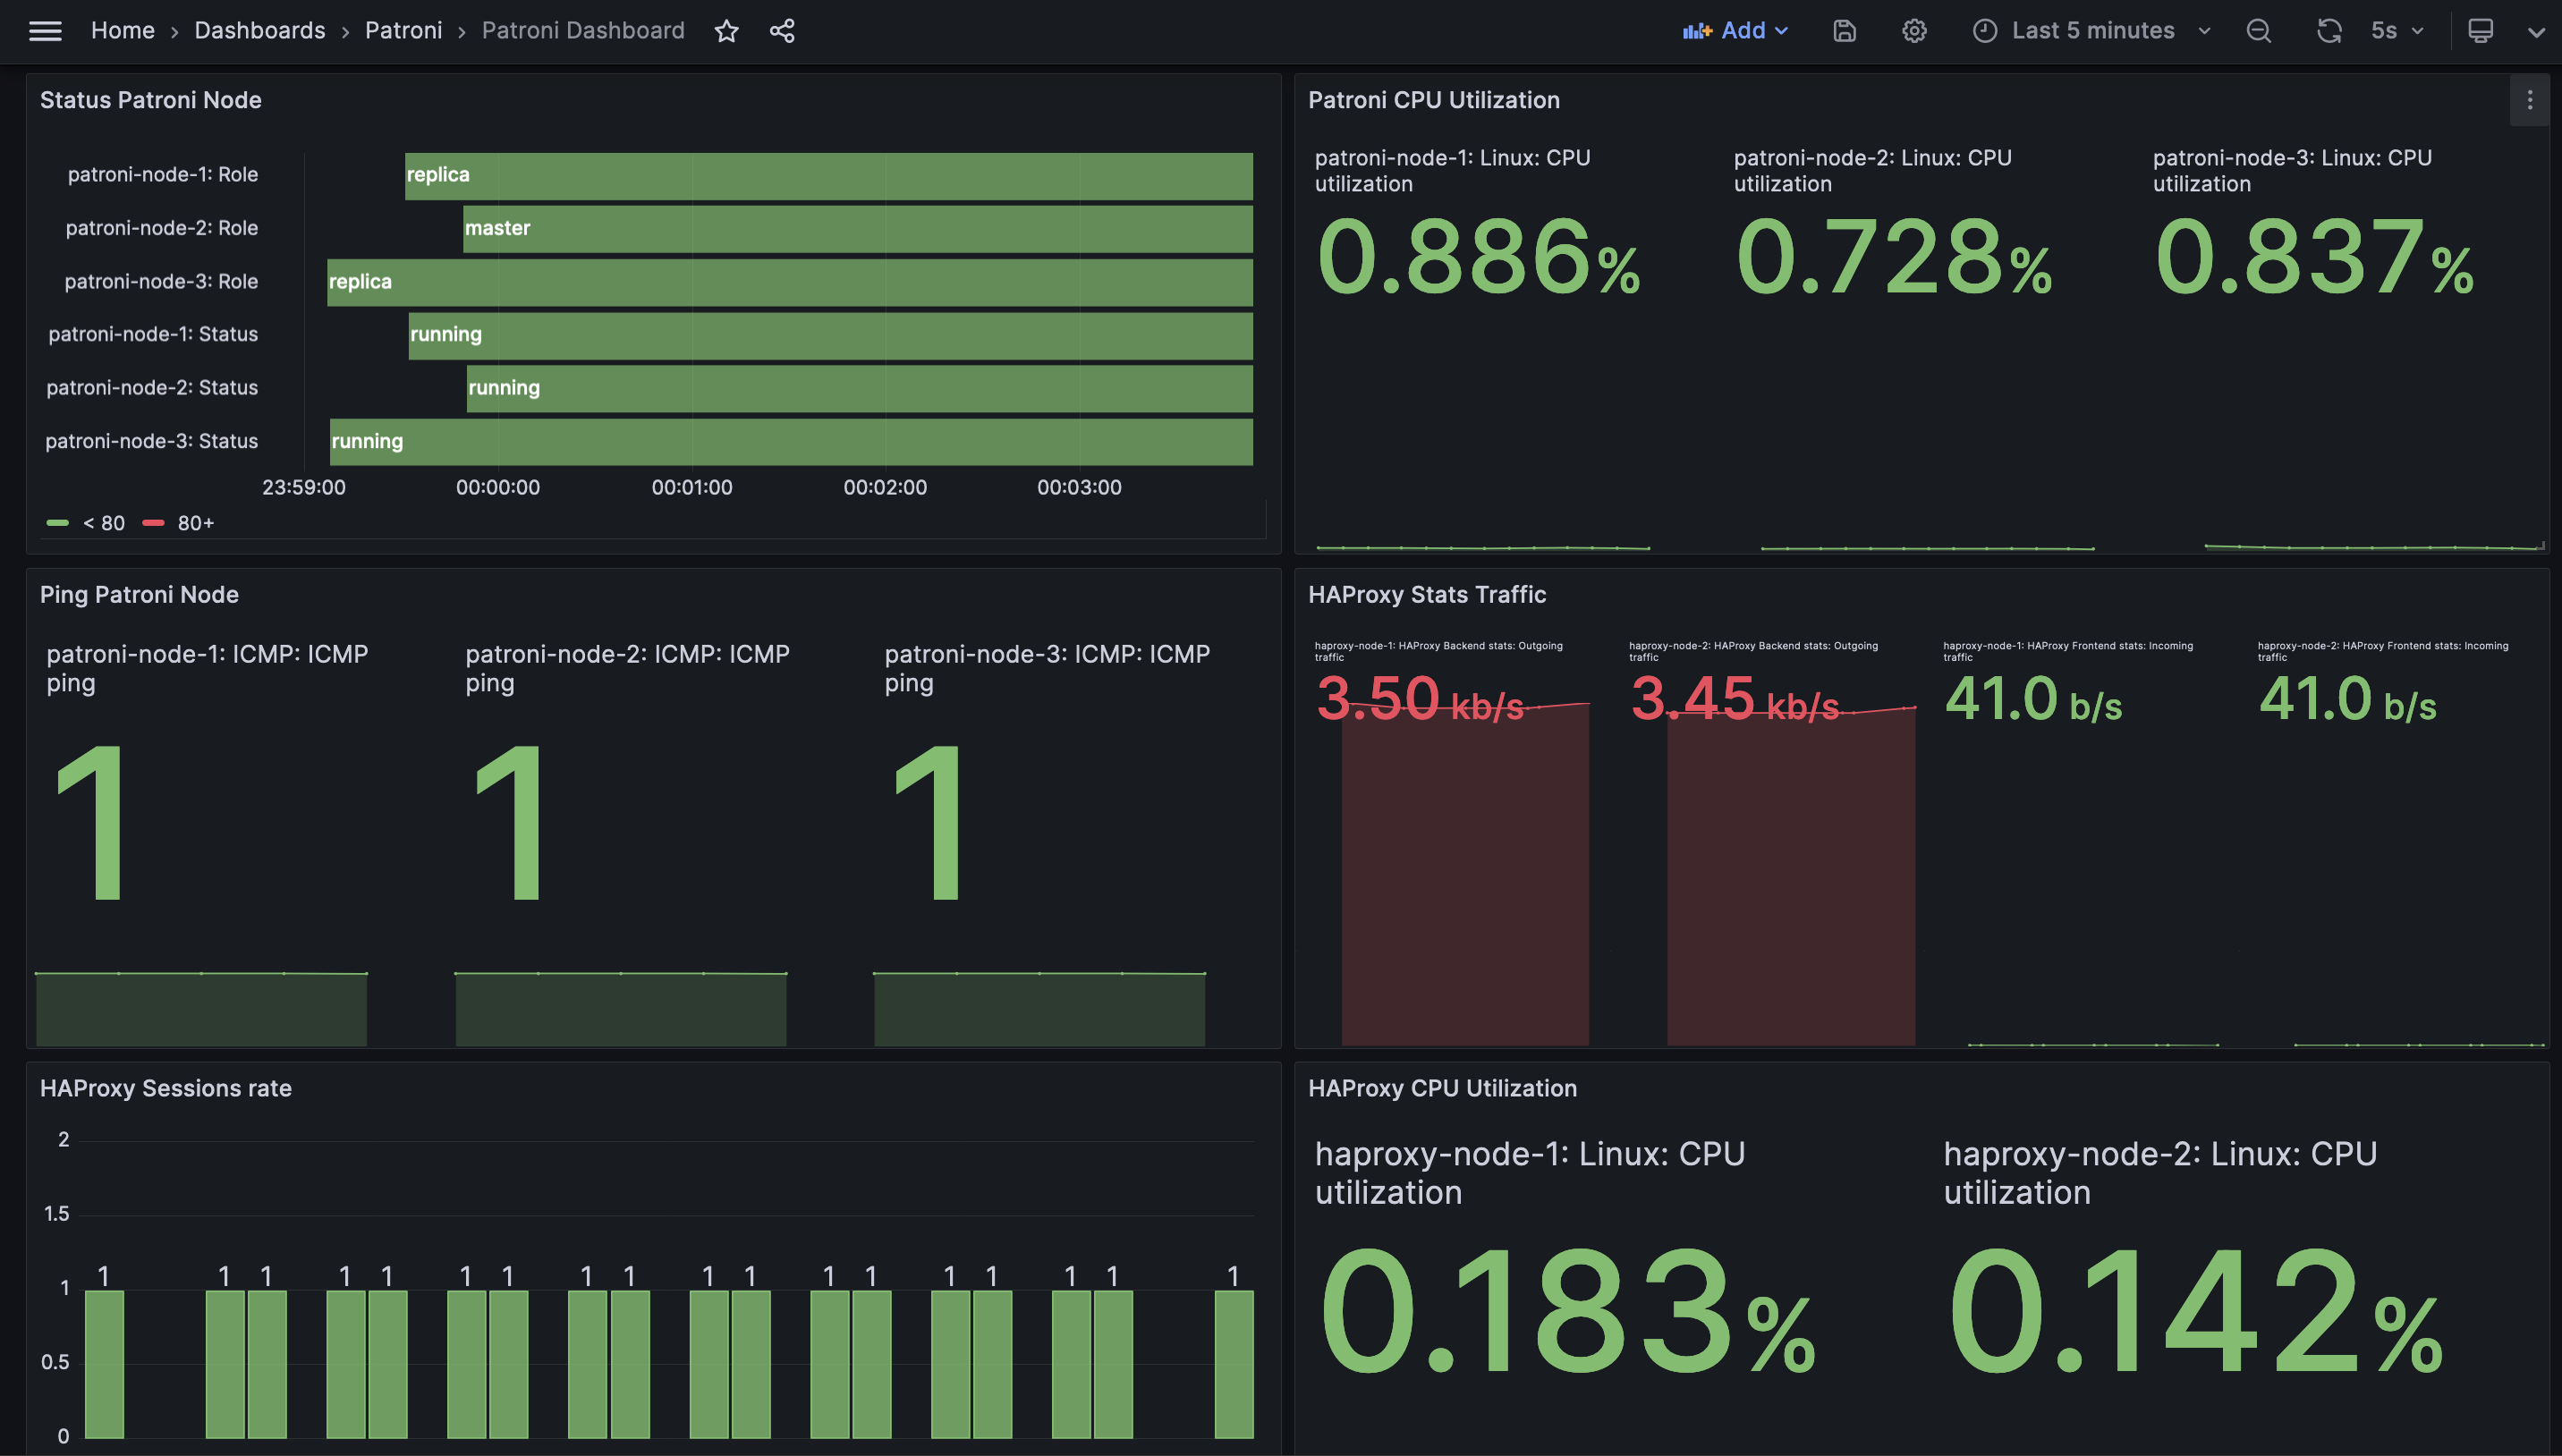 Home › Dashboards › Patroni › Patroni Dashboard
Add
Last 5 minutes
5s
Status Patroni Node
patroni-node-1: Role
replica
patroni-node-2: Role
master
patroni-node-3: Role
replica
patroni-node-1: Status
running
patroni-node-2: Status
running
patroni-node-3: Status
running
23:59:00 00:00:00 00:01:00 00:02:00 00:03:00
< 80 80+
Patroni CPU Utilization
patroni-node-1: Linux: CPU
utilization
0.886%
patroni-node-2: Linux: CPU
utilization
0.728%
patroni-node-3: Linux: CPU
utilization
0.837%
Ping Patroni Node
patroni-node-1: ICMP: ICMP
ping
1
patroni-node-2: ICMP: ICMP
ping
1
patroni-node-3: ICMP: ICMP
ping
1
HAProxy Stats Traffic
haproxy-node-1: HAProxy Backend stats: Outgoing
traffic
3.50 kb/s
haproxy-node-2: HAProxy Backend stats: Outgoing
traffic
3.45 kb/s
haproxy-node-1: HAProxy Frontend stats: Incoming
traffic
41.0 b/s
haproxy-node-2: HAProxy Frontend stats: Incoming
traffic
41.0 b/s
HAProxy Sessions rate
2
1.5
1 1 1 1 1 1 1 1 1 1 1 1 1 1 1 1 1 1
1
0.5
0
HAProxy CPU Utilization
haproxy-node-1: Linux: CPU
utilization
0.183%
haproxy-node-2: Linux: CPU
utilization
0.142%